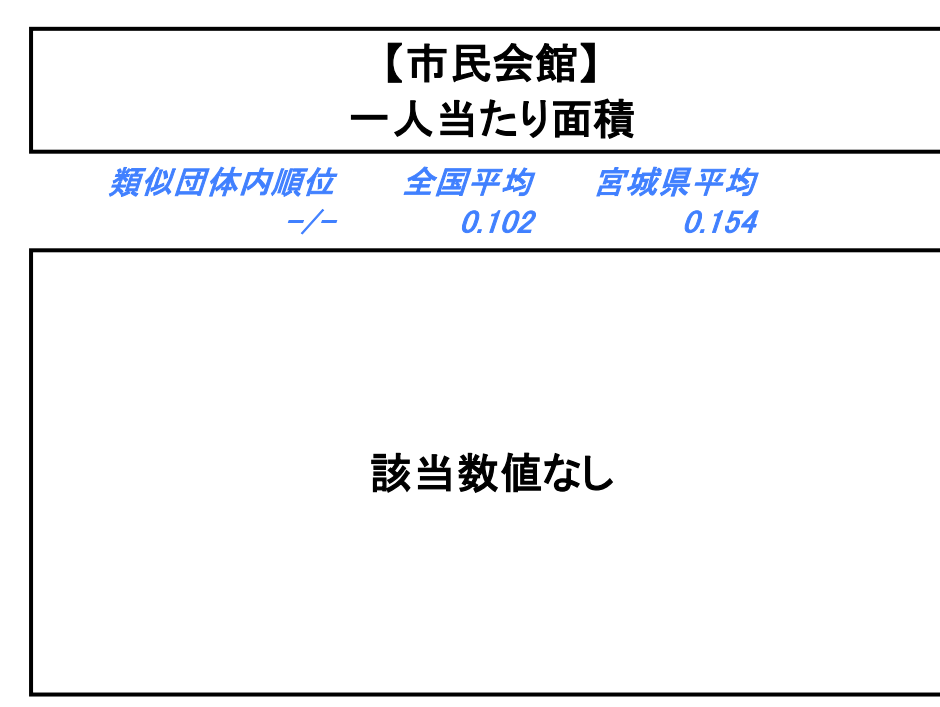 【市民会館】
一人当たり面積
類似団体内順位 全国平均 宮城県平均
-/- 0.102 0.154
該当数値なし